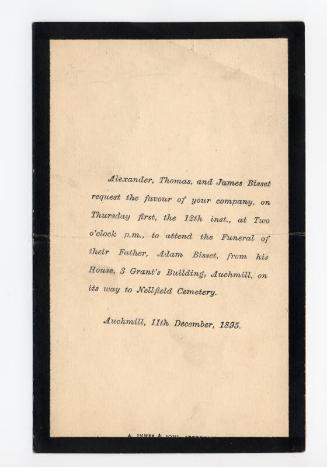 Alexander, Thomas, and James Bisset
request the favour of your company, on
Thursday first, the 12th inst., at Two
o'clock p.m., to attend the Funeral of
their Father, Adam Bisset, from his
House, 3 Grant's Building, Auchmill, on
its way to Nellfield Cemetery.
Auchmill, 11th December, 1895.